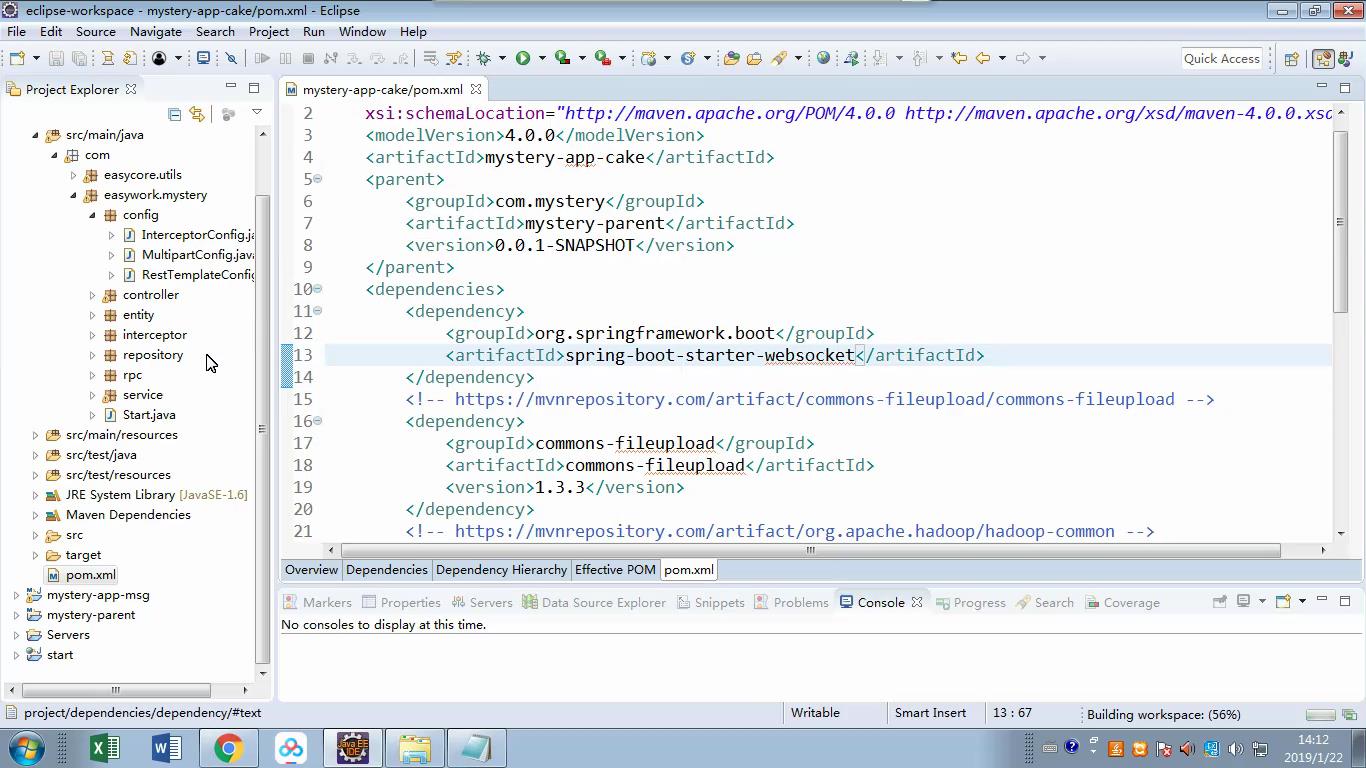 eclipse-workspace - mystery-app-cake/pom.xml - Eclipse
File Edit Source Navigate Search Project Run Window Help
Quick Access
Project Explorer
src/main/java
com
easycore.utils
easywork.mystery
config
InterceptorConfig.ja
MultipartConfig.java
RestTemplateConfig
controller
entity
interceptor
repository
rpc
service
Start.java
src/main/resources
src/test/java
src/test/resources
JRE System Library [JavaSE-1.6]
Maven Dependencies
src
target
pom.xml
mystery-app-msg
mystery-parent
Servers
start
mystery-app-cake/pom.xml
2 xsi:schemaLocation="http://maven.apache.org/POM/4.0.0 http://maven.apache.org/xsd/maven-4.0.0.xsd
3 <modelVersion>4.0.0</modelVersion>
4 <artifactId>mystery-app-cake</artifactId>
5 <parent>
6 <groupId>com.mystery</groupId>
7 <artifactId>mystery-parent</artifactId>
8 <version>0.0.1-SNAPSHOT</version>
9 </parent>
10 <dependencies>
11 <dependency>
12 <groupId>org.springframework.boot</groupId>
13 <artifactId>spring-boot-starter-websocket</artifactId>
14 </dependency>
15 <!-- https://mvnrepository.com/artifact/commons-fileupload/commons-fileupload -->
16 <dependency>
17 <groupId>commons-fileupload</groupId>
18 <artifactId>commons-fileupload</artifactId>
19 <version>1.3.3</version>
20 </dependency>
21 <!-- https://mvnrepository.com/artifact/org.apache.hadoop/hadoop-common -->
Overview Dependencies Dependency Hierarchy Effective POM pom.xml
Markers Properties Servers Data Source Explorer Snippets Problems Console Progress Search Coverage
No consoles to display at this time.
project/dependencies/dependency/#text Writable Smart Insert 13 : 67 Building workspace: (56%)
Java EE
IDE
14:12
2019/1/22